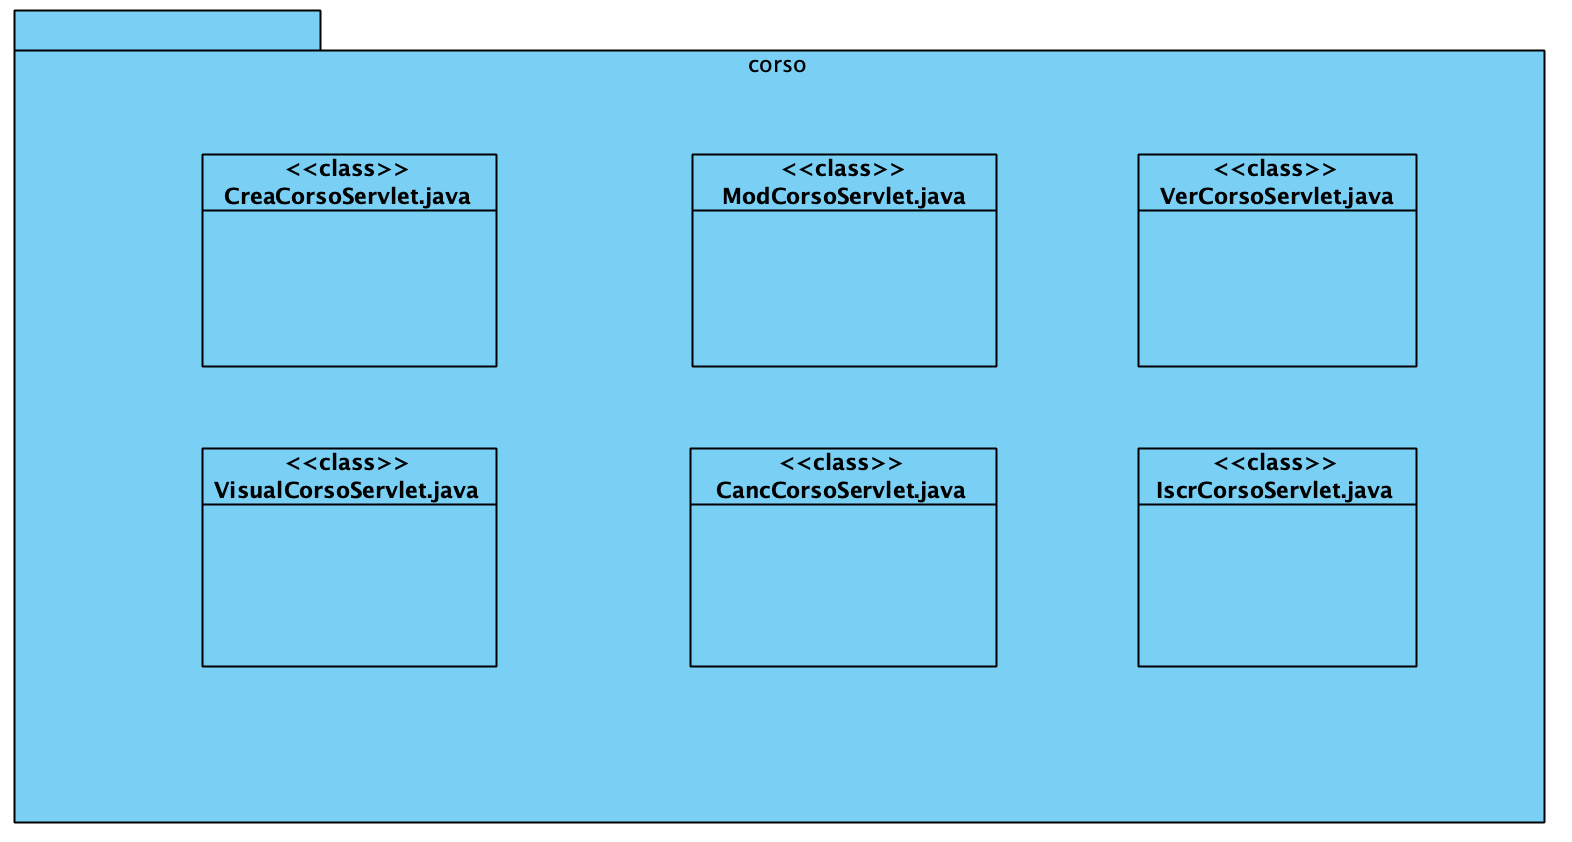 corso
<<class>>
CreaCorsoServlet.java
<<class>>
ModCorsoServlet.java
<<class>>
VerCorsoServlet.java
<<class>>
VisualCorsoServlet.java
<<class>>
CancCorsoServlet.java
<<class>>
IscrCorsoServlet.java